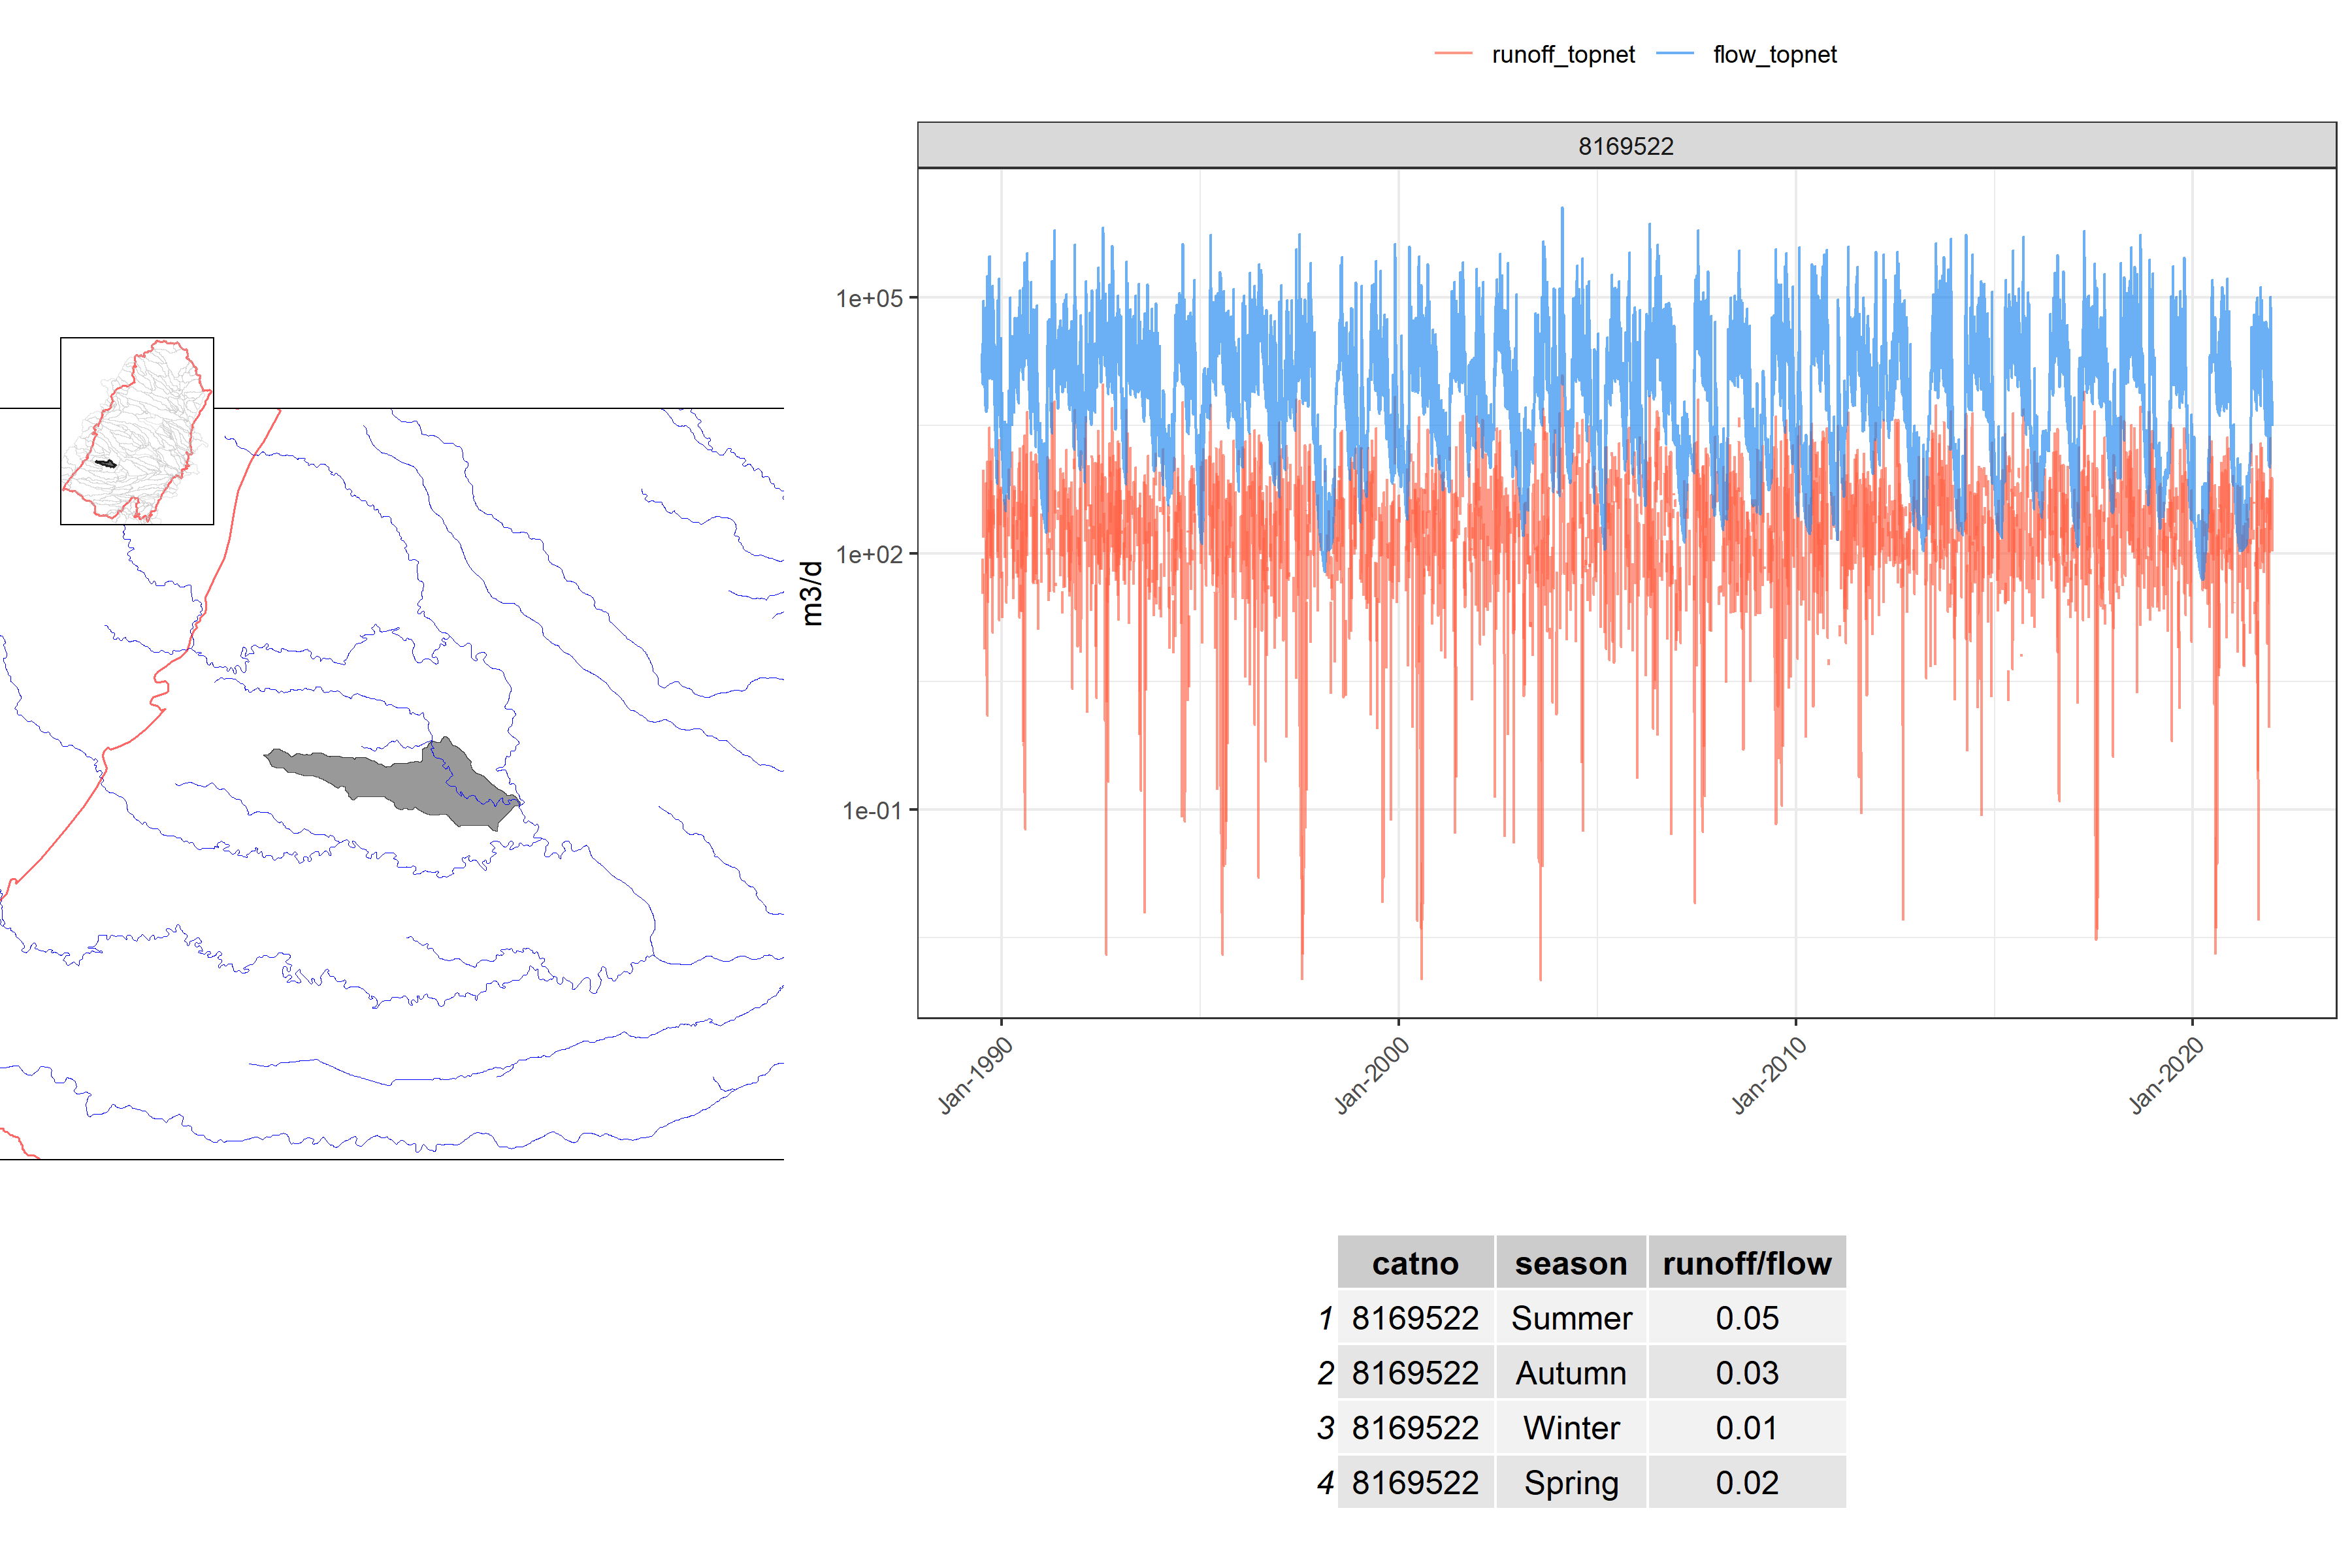 runoff_topnet flow_topnet
8169522
1e+05
1e+02
1e-01
m3/d
Jan-1990 Jan-2000 Jan-2010 Jan-2020
catno season runoff/flow
1 8169522 Summer 0.05
2 8169522 Autumn 0.03
3 8169522 Winter 0.01
4 8169522 Spring 0.02